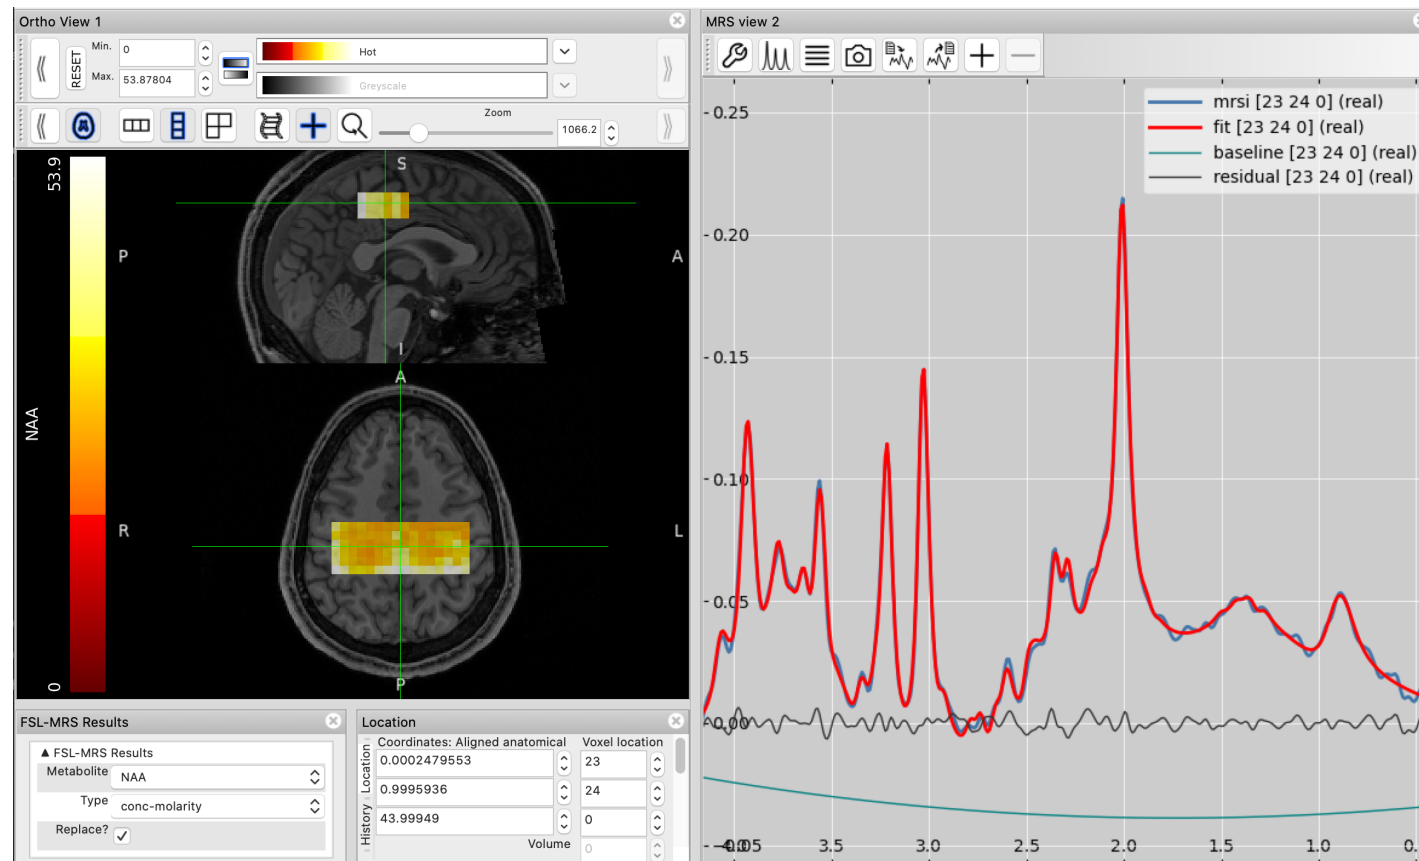 Ortho View 1
RESET
Min. 0
Max. 53.87804
Hot
Greyscale
Zoom
1066.2
53.9
NAA
0
S
P
A
I
A
R
L
P
FSL-MRS Results
FSL-MRS Results
Metabolite NAA
Type conc-molarity
Replace?
Location
Location
History
Coordinates: Aligned anatomical Voxel location
0.0002479553 23
0.9995936 24
43.99949 0
Volume 0
MRS view 2
mrsi [23 24 0] (real)
fit [23 24 0] (real)
baseline [23 24 0] (real)
residual [23 24 0] (real)
0.25
0.20
0.15
0.10
0.05
0.00
3.5 3.0 2.5 2.0 1.5 1.0